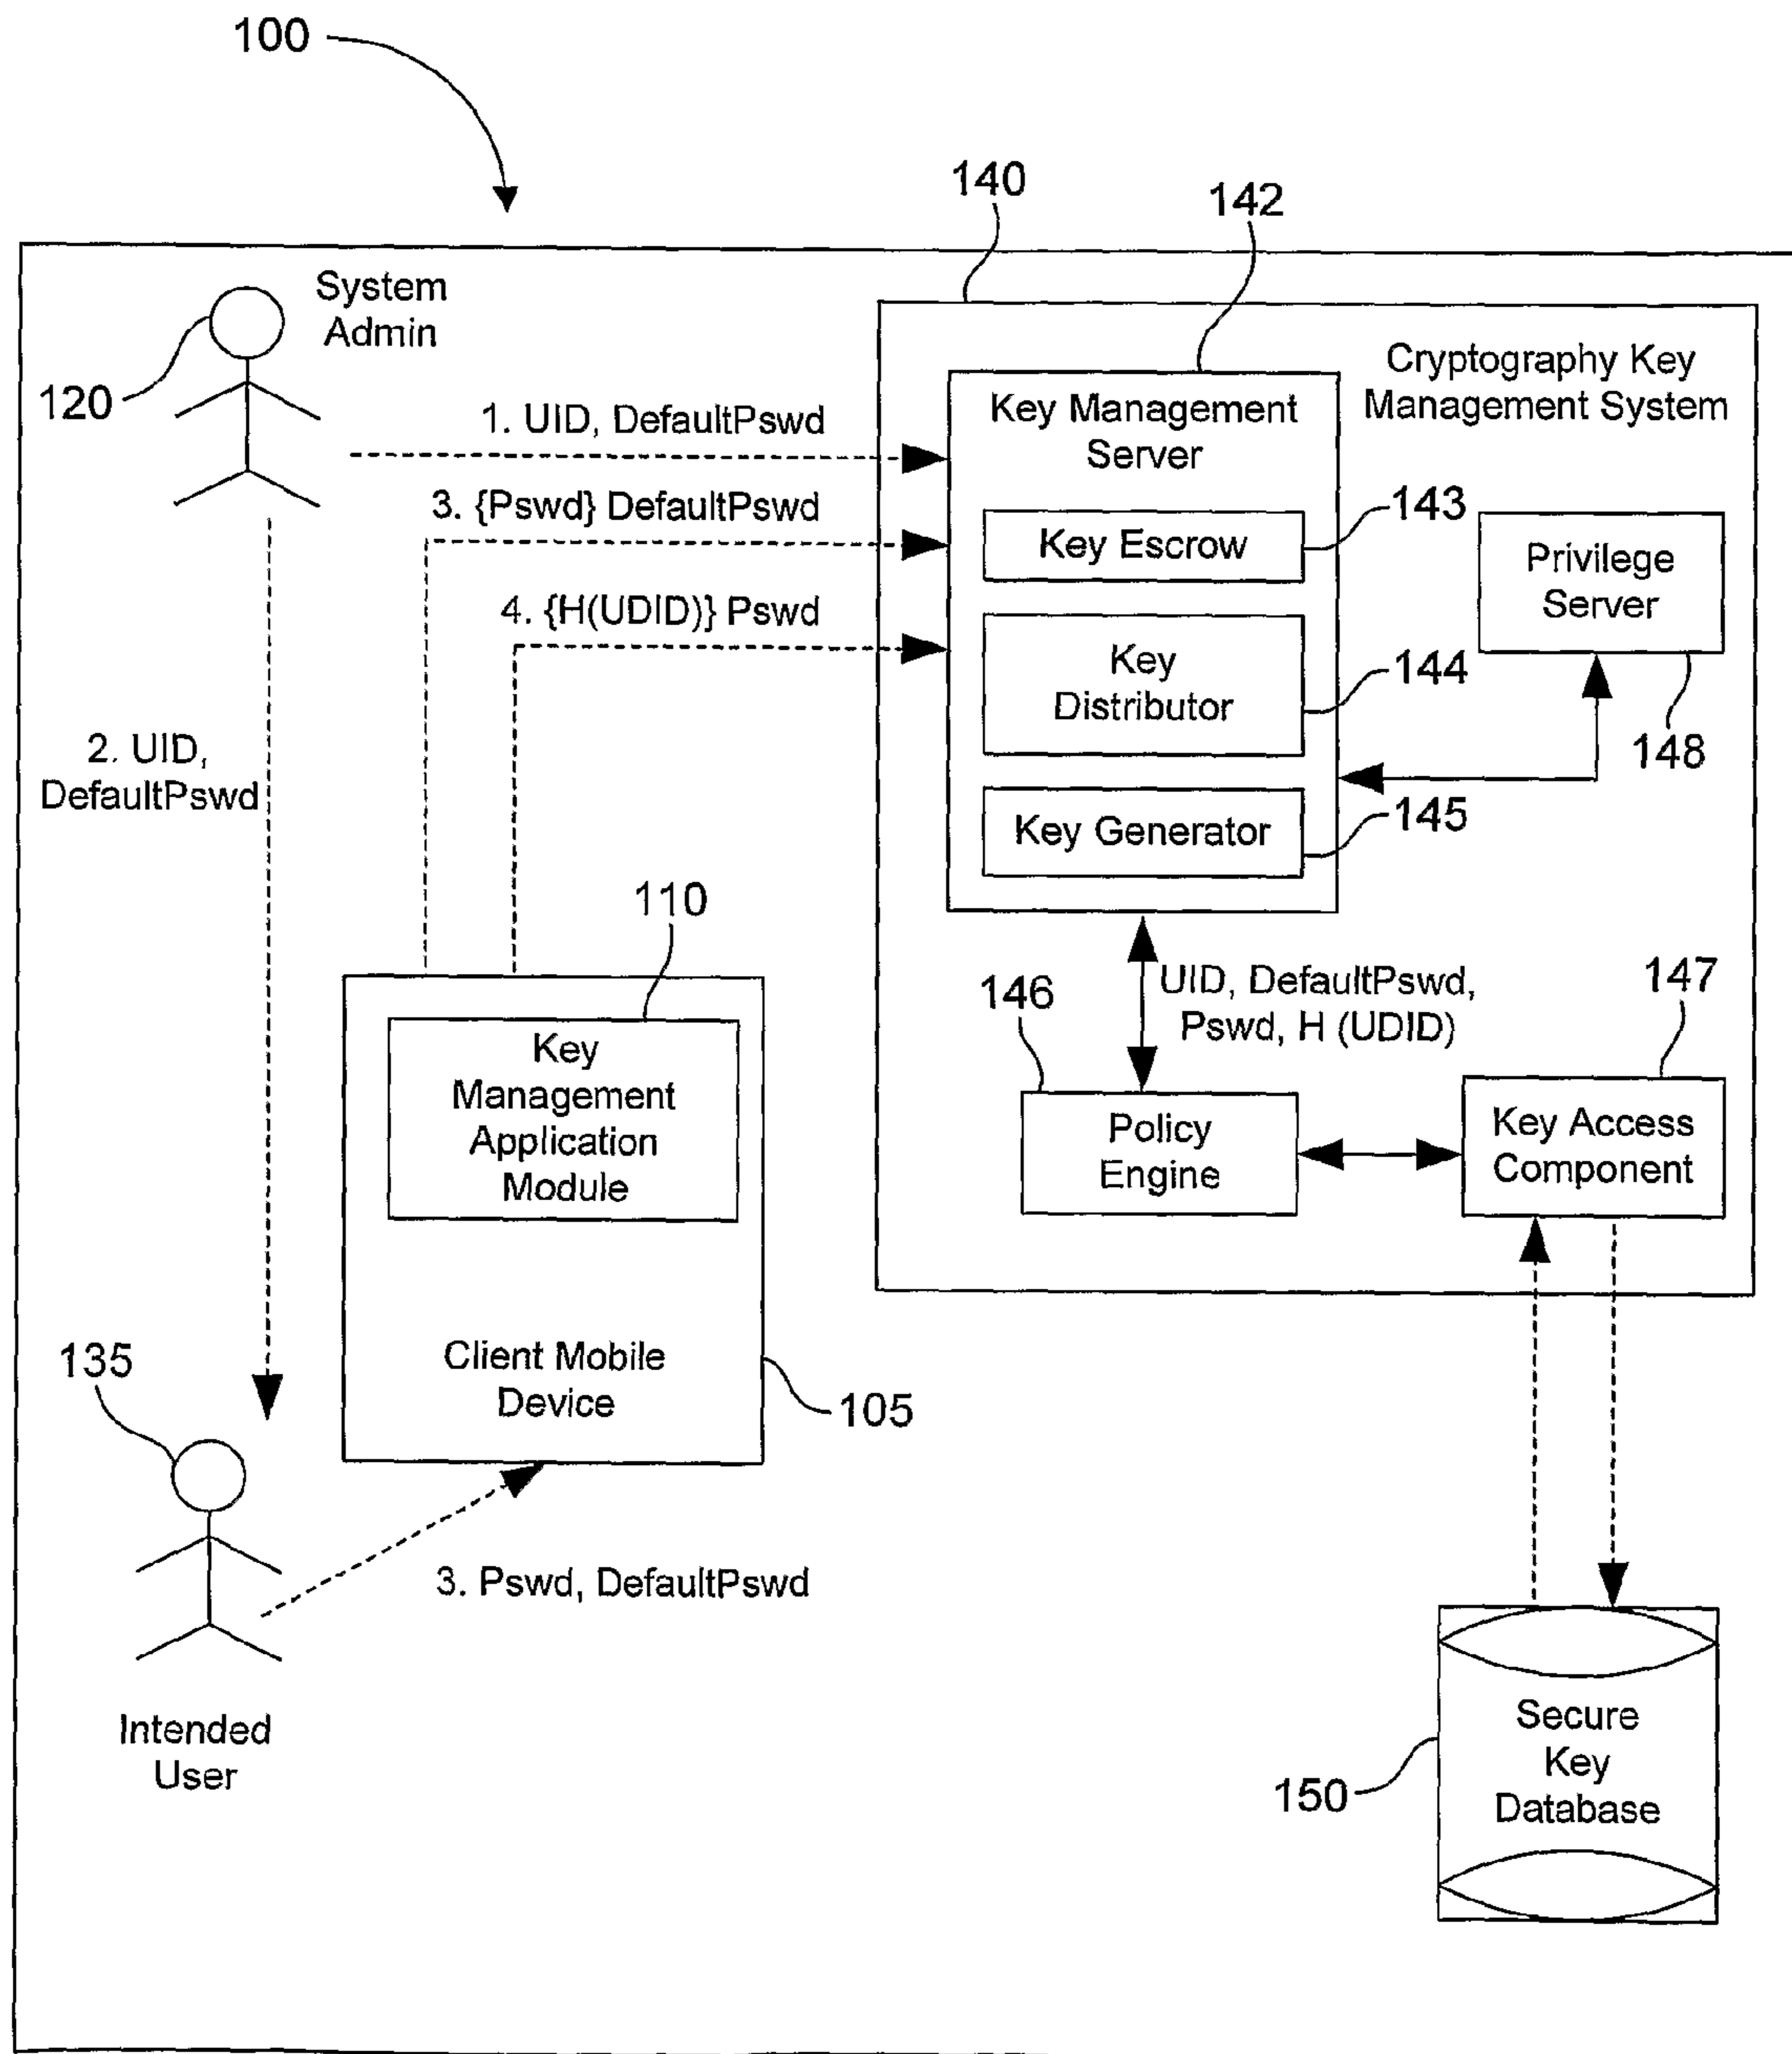 100
140
142
System
Admin
120
Cryptography Key
Management System
Key Management
Server
1. UID, DefaultPswd
3. {Pswd} DefaultPswd
Key Escrow
143
Privilege
Server
4. {H(UDID)} Pswd
Key
Distributor
144
148
2. UID,
DefaultPswd
Key Generator
145
110
UID, DefaultPswd,
Pswd, H (UDID)
146
147
Key
Management
Application
Module
Policy
Engine
Key Access
Component
Client Mobile
Device
105
135
3. Pswd, DefaultPswd
Intended
User
Secure
Key
Database
150